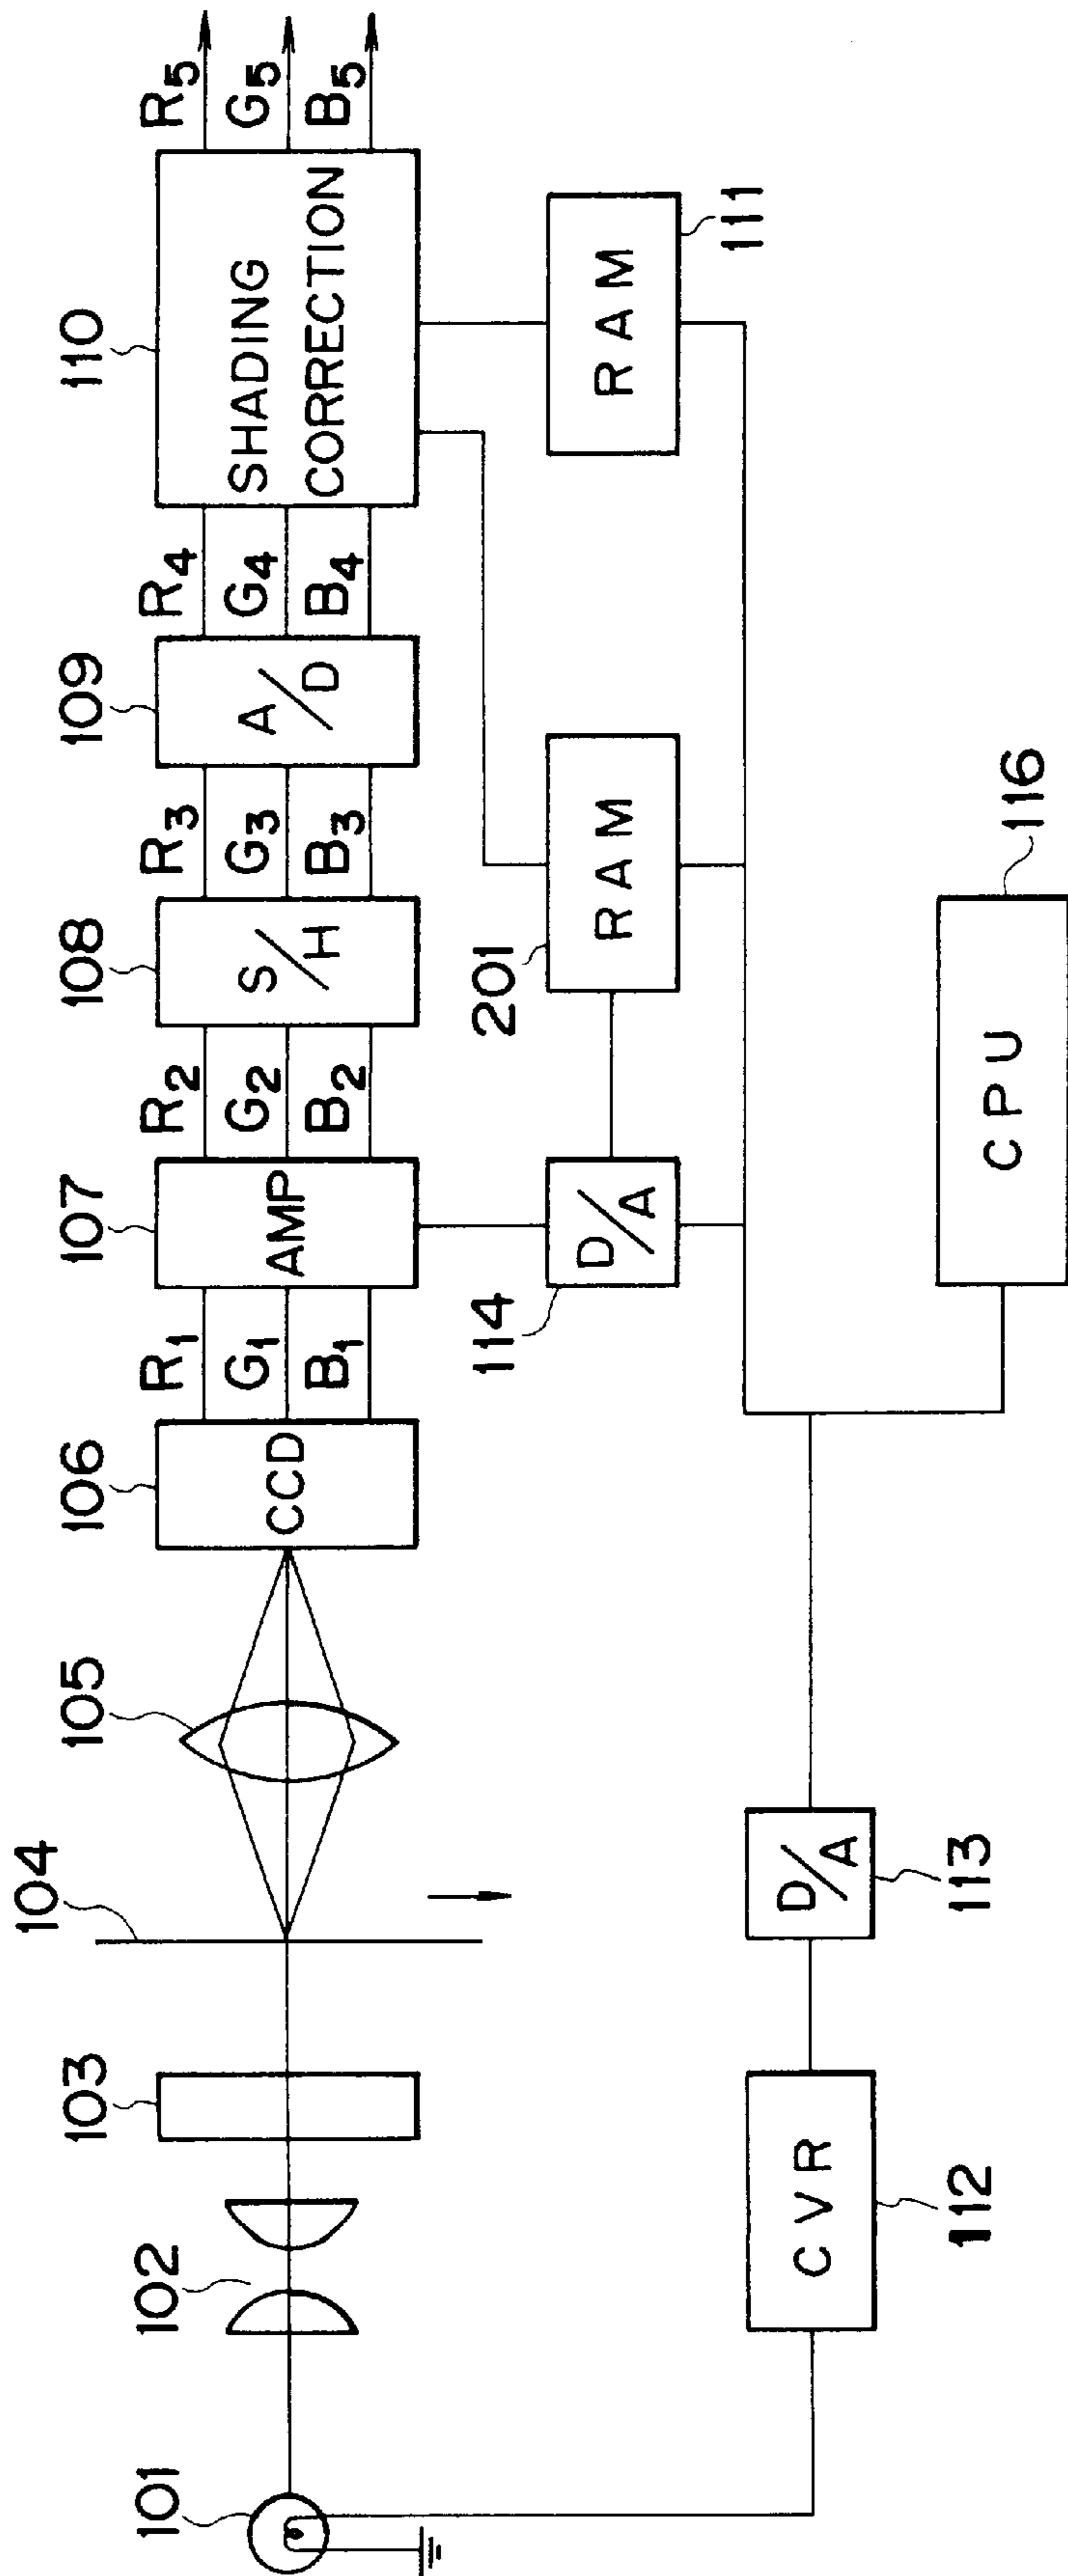 101
102
103
104
105
106
CCD
R1
G1
B1
107
AMP
R2
G2
B2
108
S/H
R3
G3
B3
109
A/D
R4
G4
B4
110
SHADING
CORRECTION
R5
G5
B5
114
D/A
201
RAM
RAM
111
CVR
112
D/A
113
CPU
116